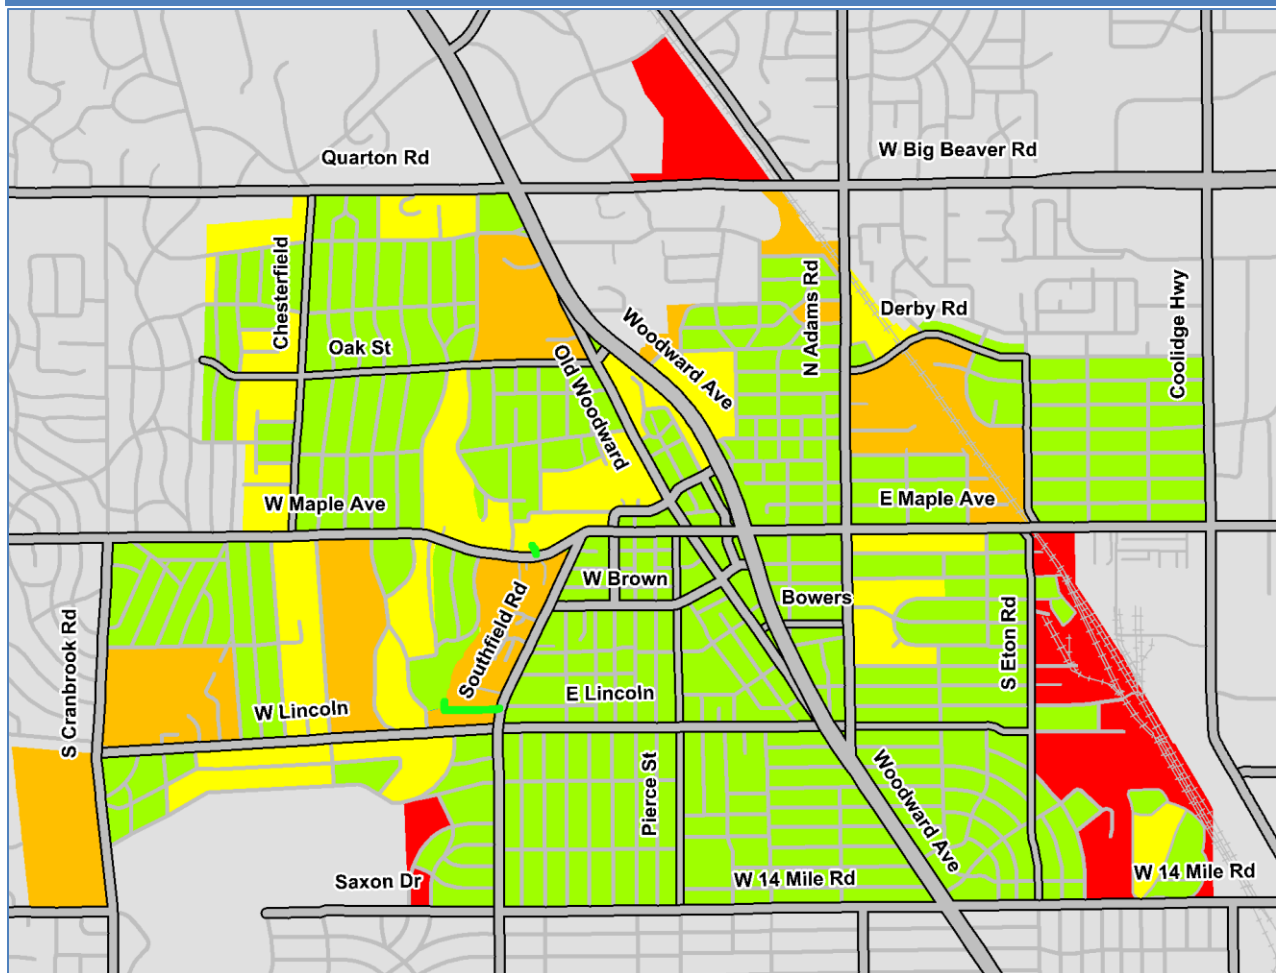 Quarton Rd
W Big Beaver Rd
Chesterfield
N Adams Rd
Coolidge Hwy
Derby Rd
Woodward Ave
Oak St
Old Woodward
W Maple Ave
E Maple Ave
W Brown
Bowers
Southfield Rd
S Cranbrook Rd
S Eton Rd
E Lincoln
W Lincoln
Pierce St
Woodward Ave
Saxon Dr
W 14 Mile Rd
W 14 Mile Rd